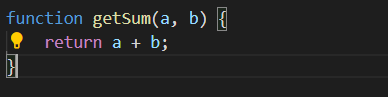 function getSum(a, b) {
    return a + b;
}